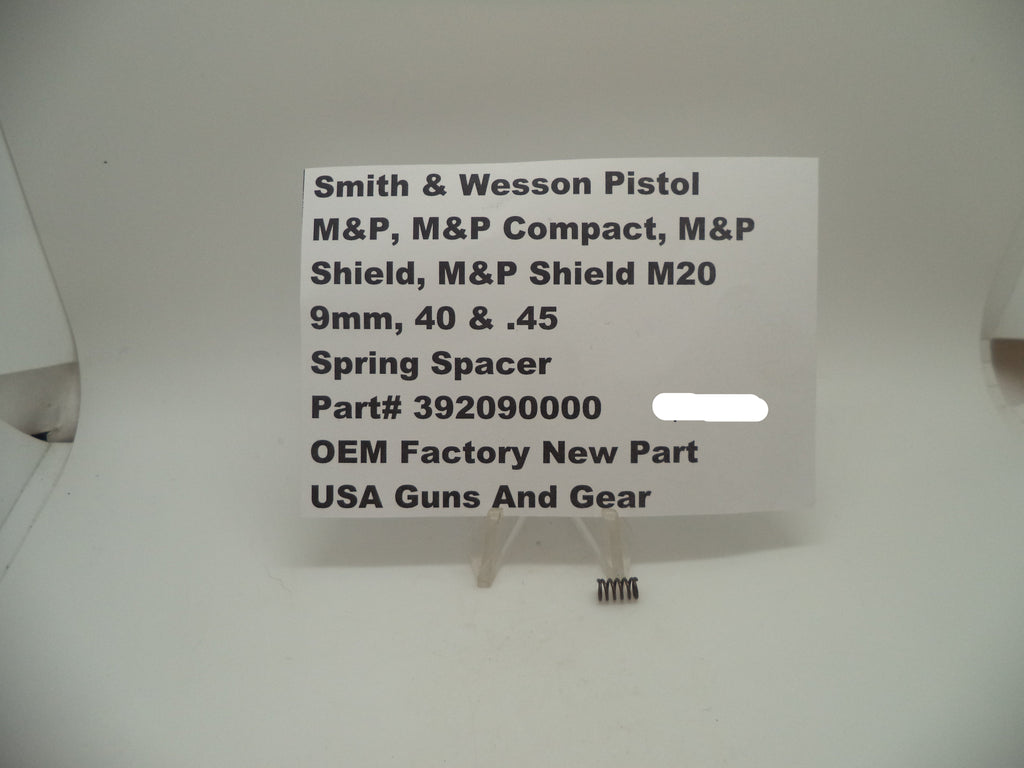 Smith & Wesson Pistol
M&P, M&P Compact, M&P
Shield, M&P Shield M20
9mm, 40 & .45
Spring Spacer
Part# 392090000
OEM Factory New Part
USA Guns And Gear